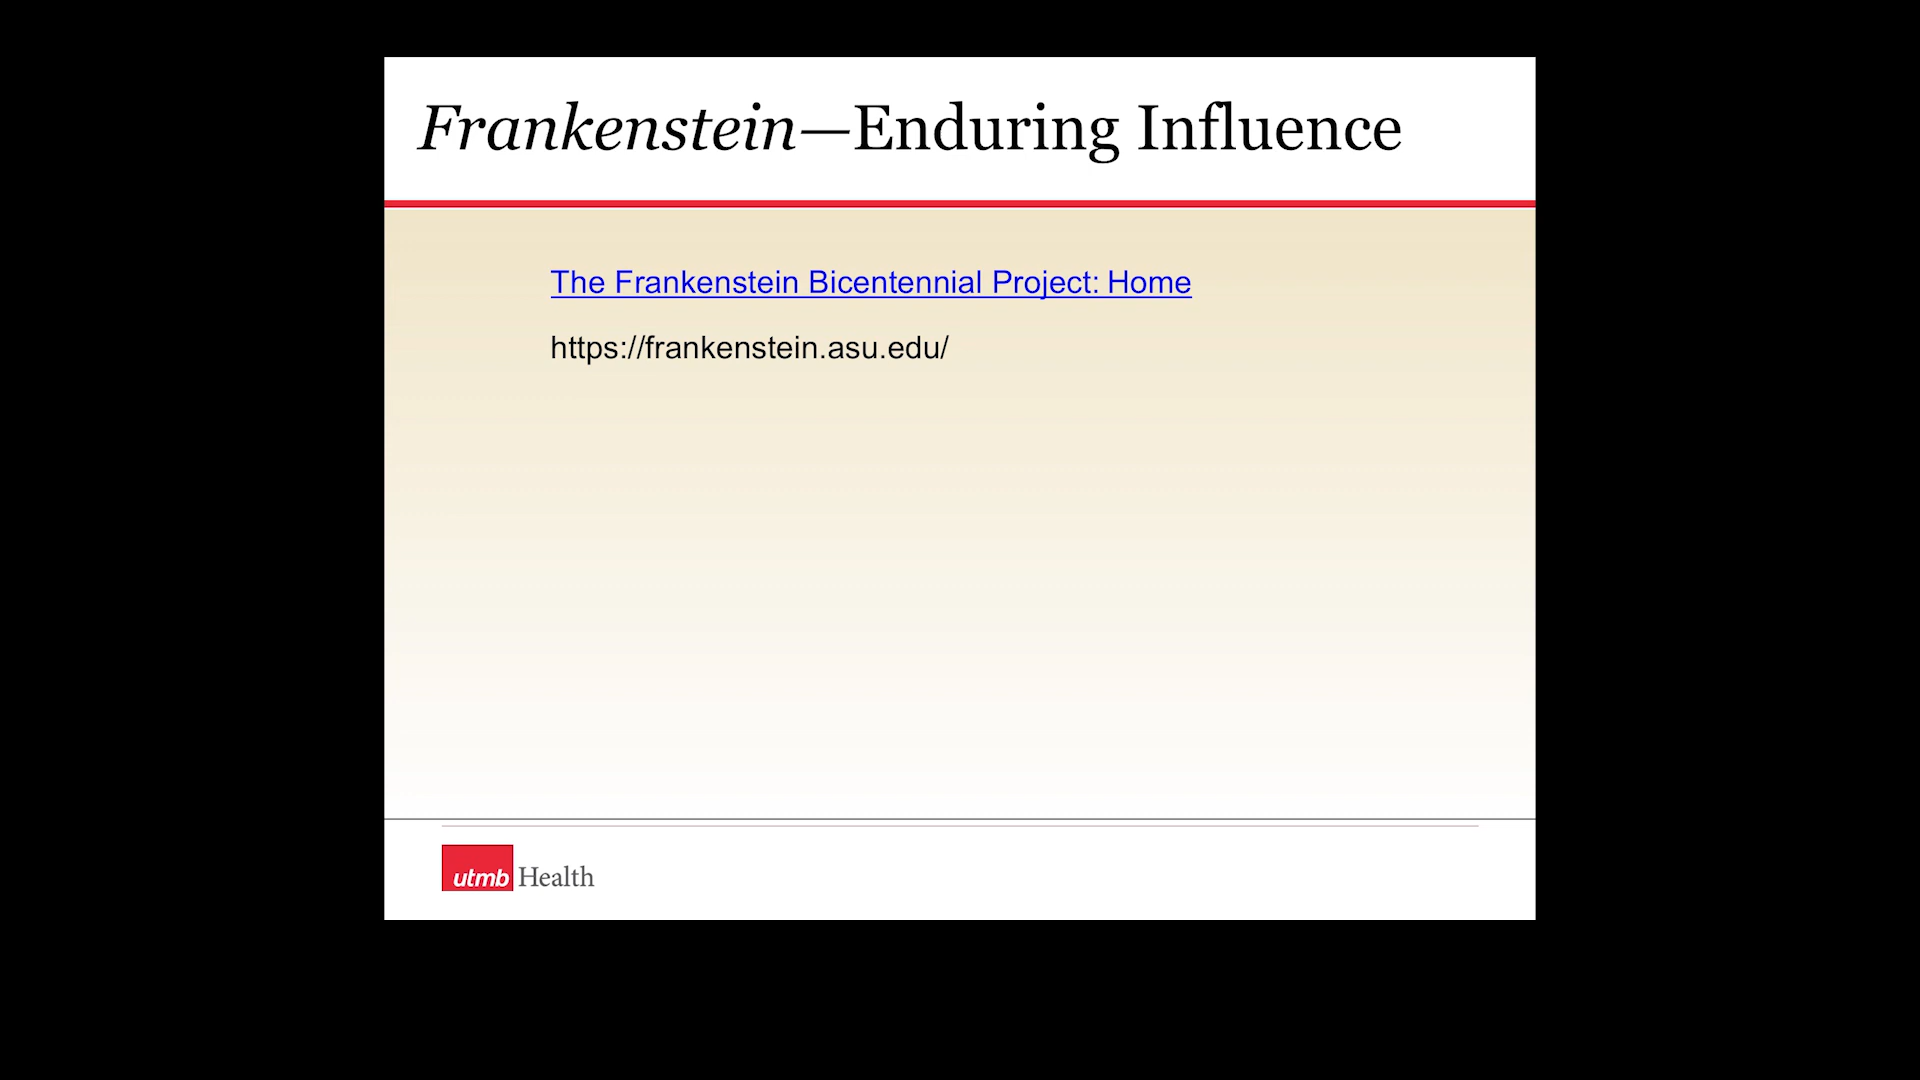 Frankenstein—Enduring Influence
The Frankenstein Bicentennial Project: Home
https://frankenstein.asu.edu/
utmb Health